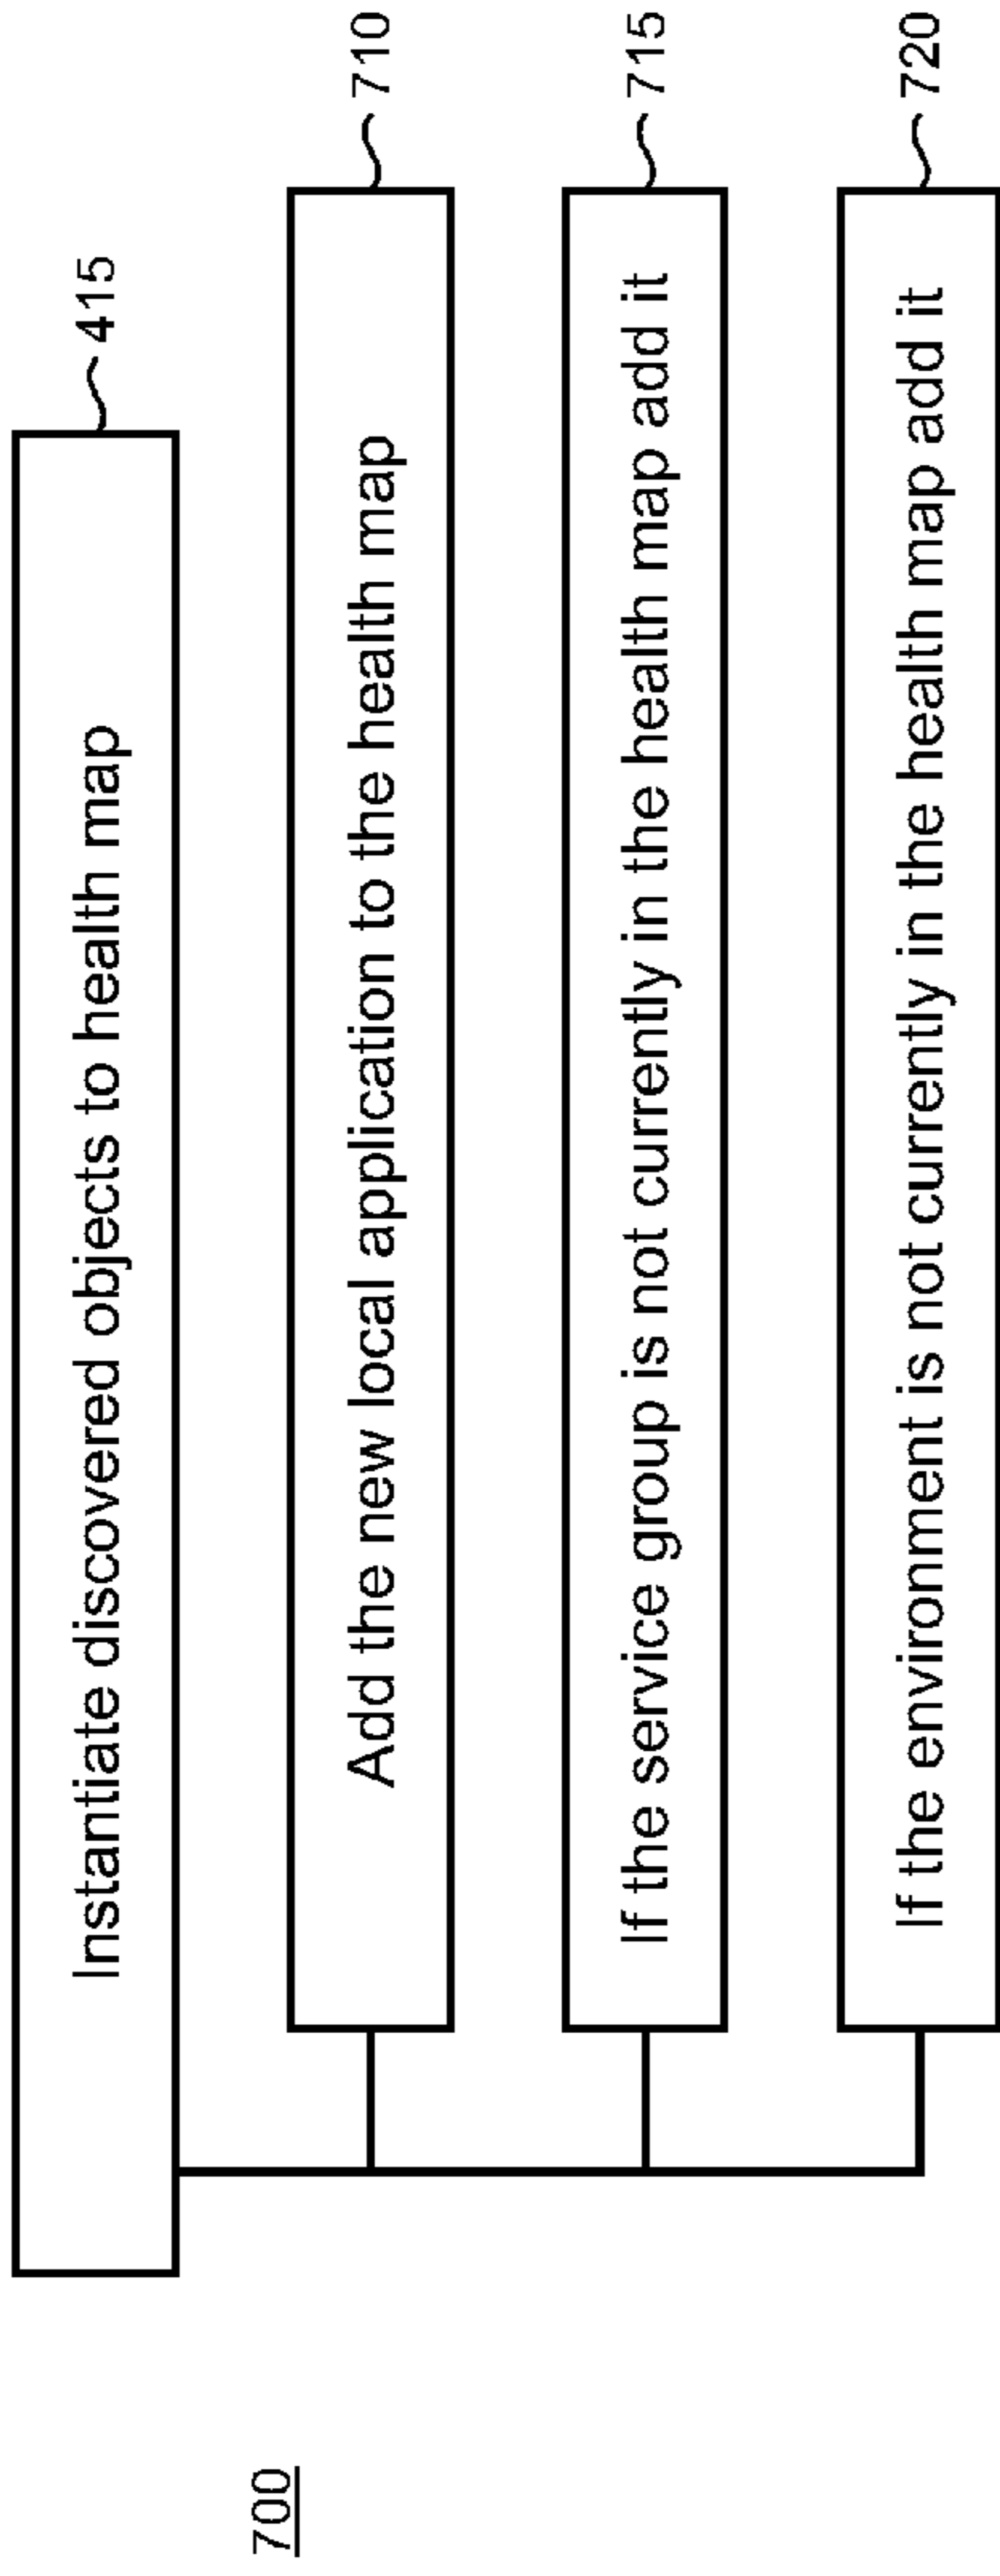 700
Instantiate discovered objects to health map
415
Add the new local application to the health map
710
If the service group is not currently in the health map add it
715
If the environment is not currently in the health map add it
720